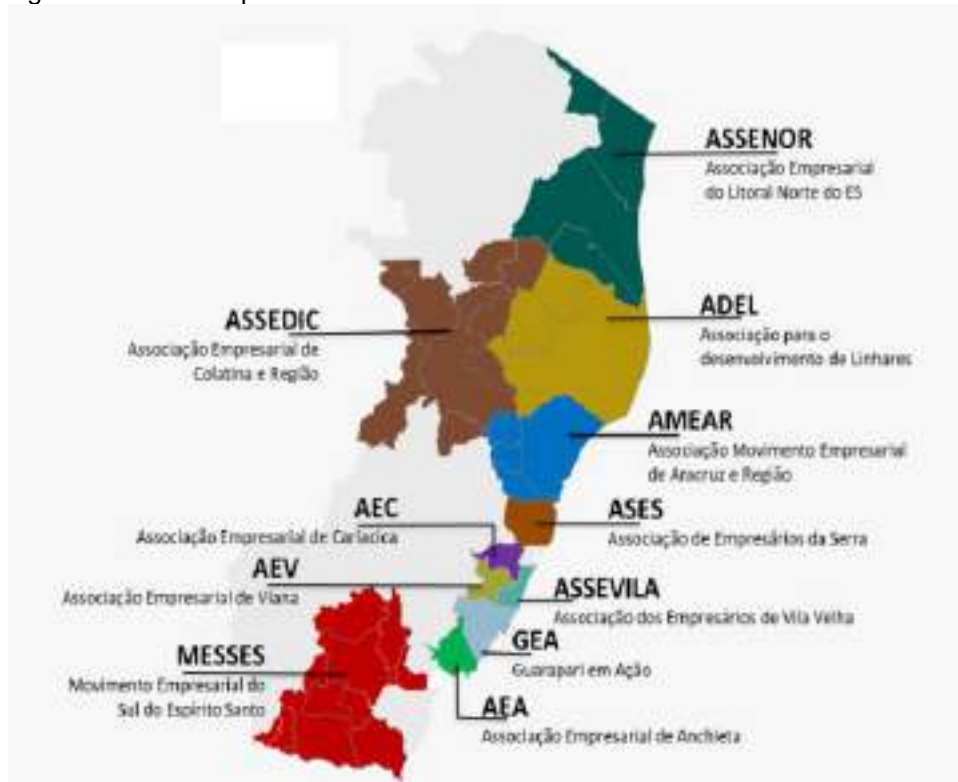 ASSENOR
Associação Empresarial
do Litoral Norte do ES
ADEL
Associação para o
desenvolvimento de Linhares
ASSEDIC
Associação Empresarial de
Colatina e Região
AMEAR
Associação Movimento Empresarial
de Aracruz e Região
AEC
Associação Empresarial de Cariacica
ASES
Associação de Empresários da Serra
AEV
Associação Empresarial de Viana
ASSEVILA
Associação dos Empresários de Vila Velha
GEA
Guarapari em Ação
MESSES
Movimento Empresarial do
Sul do Espírito Santo
AEA
Associação Empresarial de Anchieta